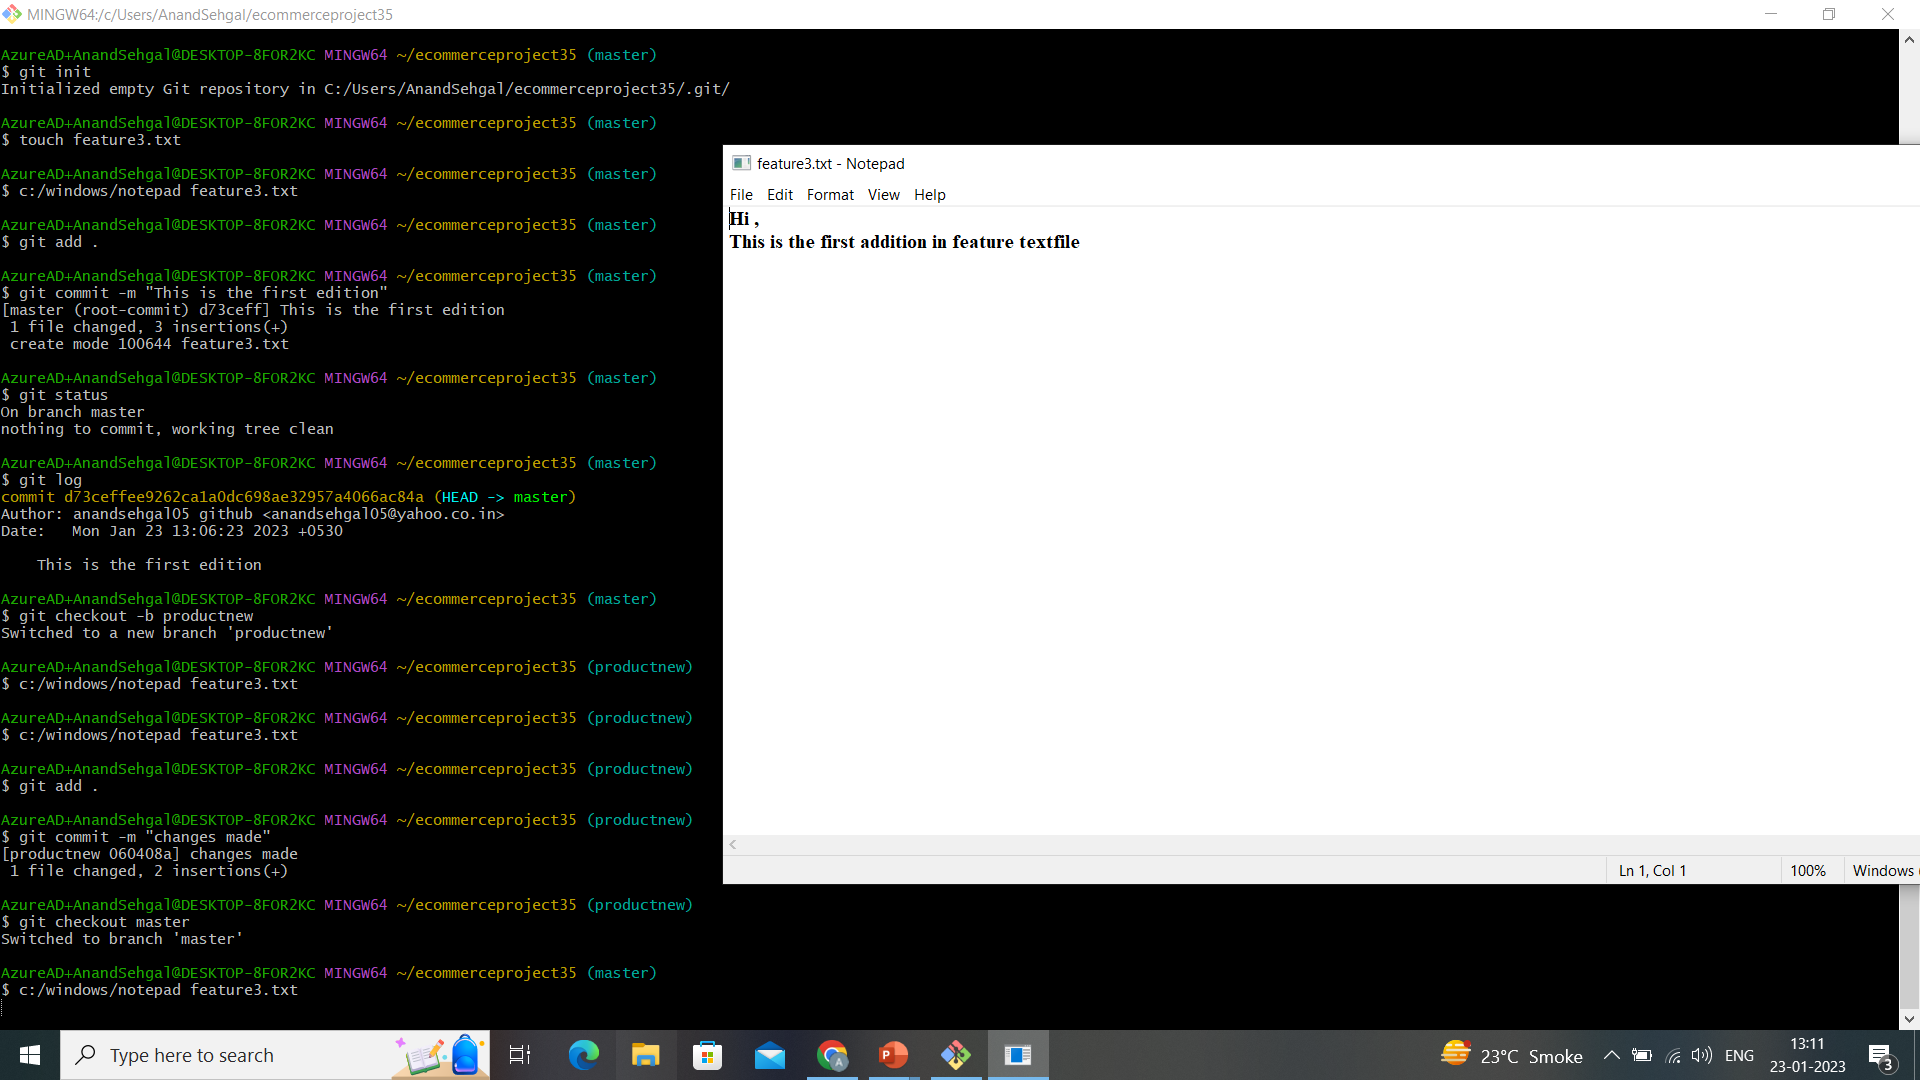 MINGW64:/c/Users/AnandSehgal/ecommerceproject35
AzureAD+AnandSehgal@DESKTOP-8FOR2KC MINGW64 ~/ecommerceproject35 (master)
$ git init
Initialized empty Git repository in C:/Users/AnandSehgal/ecommerceproject35/.git/
AzureAD+AnandSehgal@DESKTOP-8FOR2KC MINGW64 ~/ecommerceproject35 (master)
$ touch feature3.txt
AzureAD+AnandSehgal@DESKTOP-8FOR2KC MINGW64 ~/ecommerceproject35 (master)
$ c:/windows/notepad feature3.txt
AzureAD+AnandSehgal@DESKTOP-8FOR2KC MINGW64 ~/ecommerceproject35 (master)
$ git add .
AzureAD+AnandSehgal@DESKTOP-8FOR2KC MINGW64 ~/ecommerceproject35 (master)
$ git commit -m "This is the first edition"
[master (root-commit) d73ceff] This is the first edition
1 file changed, 3 insertions(+)
create mode 100644 feature3.txt
AzureAD+AnandSehgal@DESKTOP-8FOR2KC MINGW64 ~/ecommerceproject35 (master)
$ git status
On branch master
nothing to commit, working tree clean
AzureAD+AnandSehgal@DESKTOP-8FOR2KC MINGW64 ~/ecommerceproject35 (master)
$ git log
commit d73ceffee9262ca1a0dc698ae32957a4066ac84a (HEAD -> master)
Author: anandsehgal05 github <anandsehgal05@yahoo.co.in>
Date: Mon Jan 23 13:06:23 2023 +0530
This is the first edition
AzureAD+AnandSehgal@DESKTOP-8FOR2KC MINGW64 ~/ecommerceproject35 (master)
$ git checkout -b productnew
Switched to a new branch 'productnew'
AzureAD+AnandSehgal@DESKTOP-8FOR2KC MINGW64 ~/ecommerceproject35 (productnew)
$ c:/windows/notepad feature3.txt
AzureAD+AnandSehgal@DESKTOP-8FOR2KC MINGW64 ~/ecommerceproject35 (productnew)
$ c:/windows/notepad feature3.txt
AzureAD+AnandSehgal@DESKTOP-8FOR2KC MINGW64 ~/ecommerceproject35 (productnew)
$ git add .
AzureAD+AnandSehgal@DESKTOP-8FOR2KC MINGW64 ~/ecommerceproject35 (productnew)
$ git commit -m "changes made"
[productnew 060408a] changes made
1 file changed, 2 insertions(+)
AzureAD+AnandSehgal@DESKTOP-8FOR2KC MINGW64 ~/ecommerceproject35 (productnew)
$ git checkout master
Switched to branch 'master'
AzureAD+AnandSehgal@DESKTOP-8FOR2KC MINGW64 ~/ecommerceproject35 (master)
$ c:/windows/notepad feature3.txt
feature3.txt - Notepad
File Edit Format View Help
Hi ,
This is the first addition in feature textfile
Ln 1, Col 1 100% Windows
Type here to search
23°C Smoke ENG 13:11
23-01-2023 3